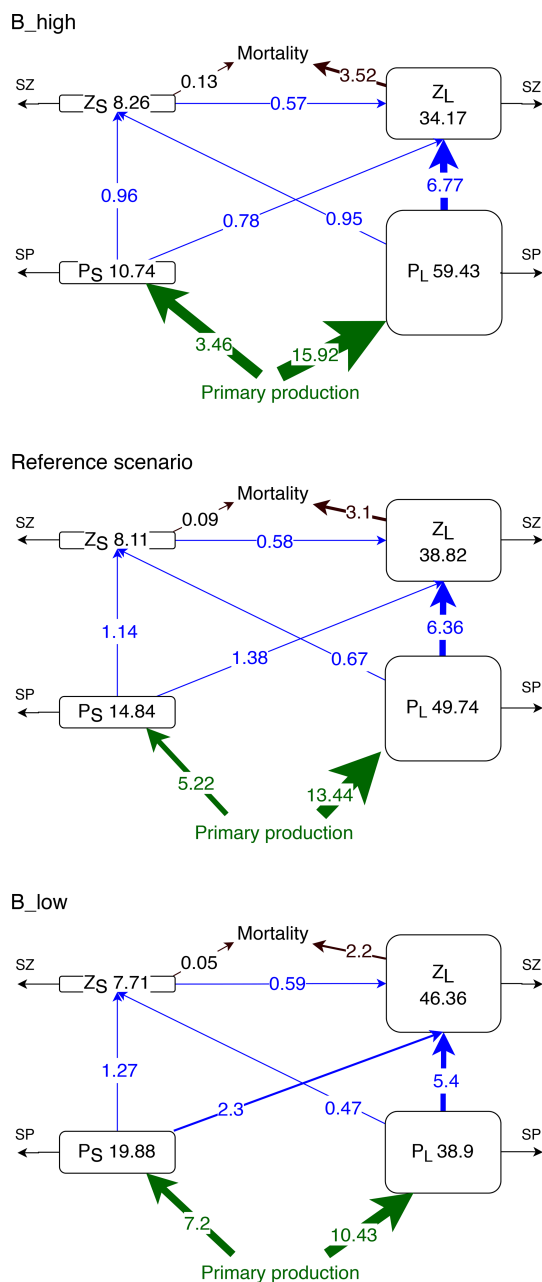 B_high
Mortality
SZ
ZS 8.26
0.13
3.52
ZL
34.17
SZ
0.57
0.96
6.77
0.78
0.95
SP
PS 10.74
PL 59.43
SP
3.46
15.92
Primary production
Reference scenario
Mortality
SZ
ZS 8.11
0.09
3.1
ZL
38.82
SZ
0.58
1.14
6.36
1.38
0.67
SP
PS 14.84
PL 49.74
SP
5.22
13.44
Primary production
B_low
Mortality
SZ
ZS 7.71
0.05
2.2
ZL
46.36
SZ
0.59
1.27
5.4
2.3
0.47
SP
PS 19.88
PL 38.9
SP
7.2
10.43
Primary production